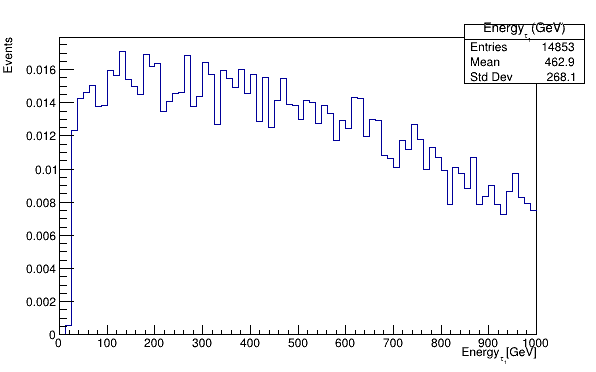 Energy_τ₁ (GeV)
Entries 14853
Mean 462.9
Std Dev 268.1
Events
0.016
0.014
0.012
0.01
0.008
0.006
0.004
0.002
0
0 100 200 300 400 500 600 700 800 900 1000
Energy_τ₁ [GeV]